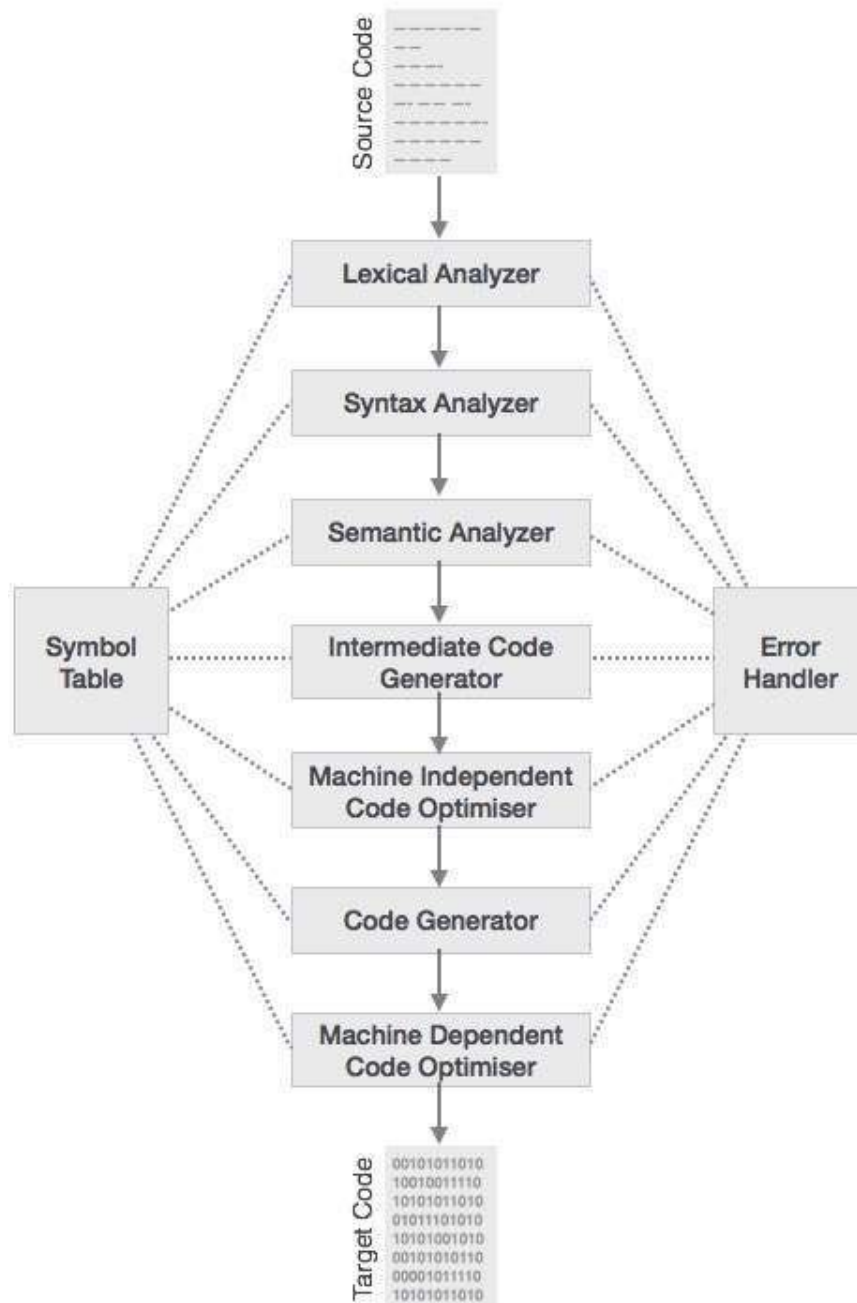 Source Code
Lexical Analyzer
Syntax Analyzer
Semantic Analyzer
Symbol
Table
Intermediate Code
Generator
Error
Handler
Machine Independent
Code Optimiser
Code Generator
Machine Dependent
Code Optimiser
Target Code
00101011010
10010011110
10101011010
01011101010
10101001010
00101010110
00001011110
10101011010